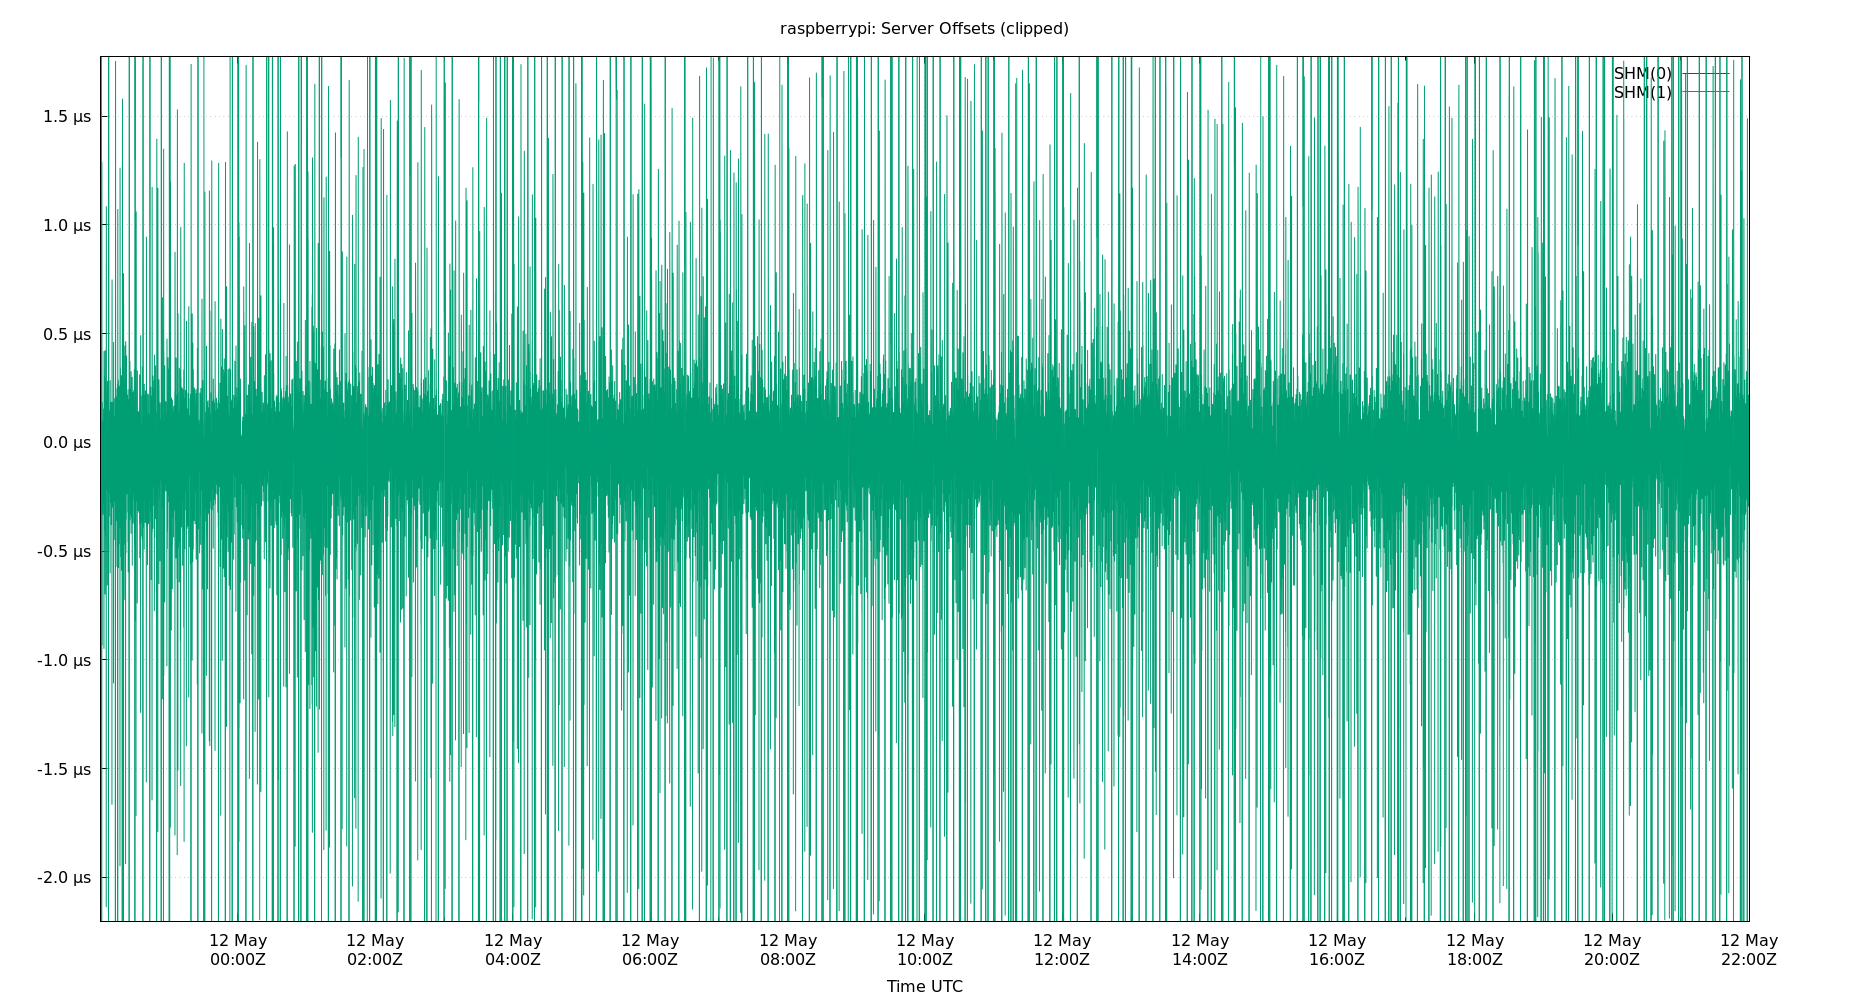 raspberrypi: Server Offsets (clipped)
SHM(0)
SHM(1)
1.5 µs
1.0 µs
0.5 µs
0.0 µs
-0.5 µs
-1.0 µs
-1.5 µs
-2.0 µs
12 May 12 May 12 May 12 May 12 May 12 May 12 May 12 May 12 May 12 May 12 May 12 May
00:00Z 02:00Z 04:00Z 06:00Z 08:00Z 10:00Z 12:00Z 14:00Z 16:00Z 18:00Z 20:00Z 22:00Z
Time UTC